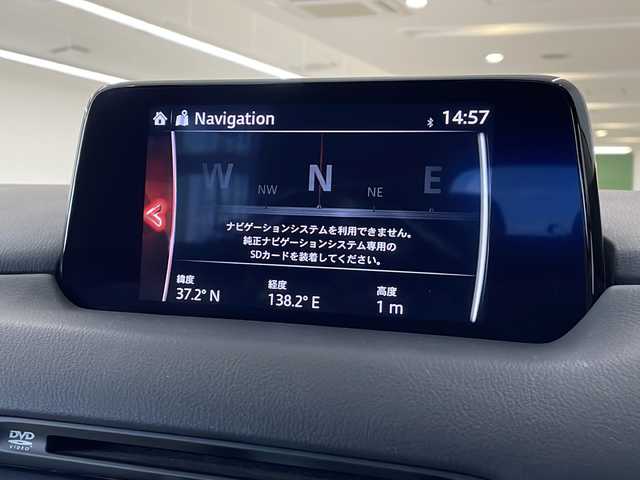 Navigation
14:57
W NW N NE E
ナビゲーションシステムを利用できません。
純正ナビゲーションシステム専用の
SDカードを装着してください。
緯度 経度 高度
37.2° N 138.2° E 1 m
DVD
VIDEO